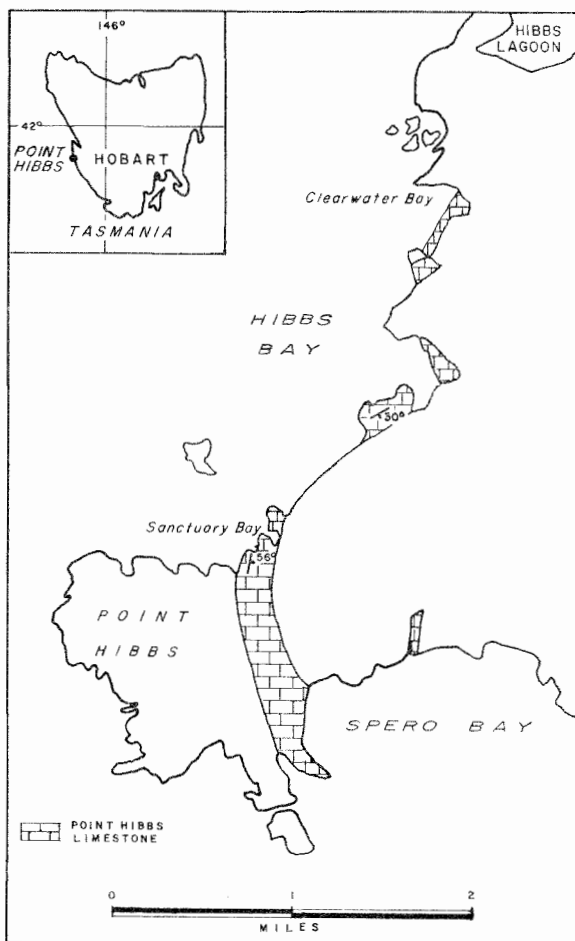 146°
42°
POINT
HIBBS
HOBART
TASMANIA
HIBBS
LAGOON
Clearwater Bay
HIBBS
BAY
30°
Sanctuary Bay
56°
POINT
HIBBS
SPERO BAY
POINT HIBBS
LIMESTONE
0 1 2
MILES